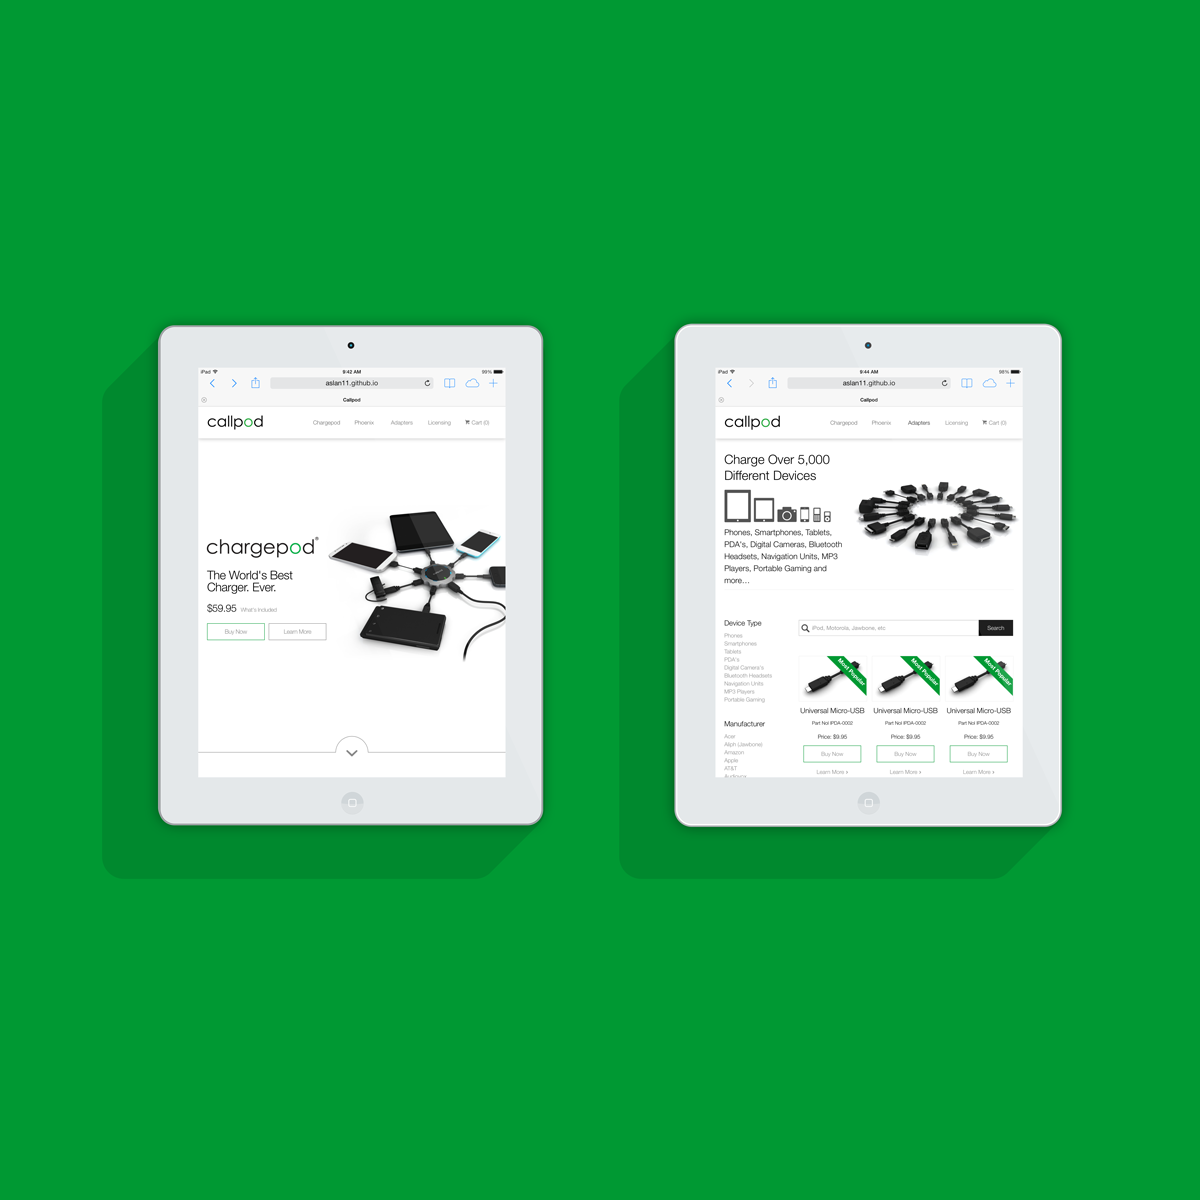 iPad
9:42 AM
99%
aslan11.github.io
Callpod
callpod
Chargepod
Phoenix
Adapters
Licensing
Cart (0)
chargepod®
The World's Best
Charger. Ever.
$59.95 What's Included
Buy Now
Learn More
iPad
9:44 AM
98%
aslan11.github.io
Callpod
callpod
Chargepod
Phoenix
Adapters
Licensing
Cart (0)
Charge Over 5,000
Different Devices
Phones, Smartphones, Tablets,
PDA's, Digital Cameras, Bluetooth
Headsets, Navigation Units, MP3
Players, Portable Gaming and
more...
Device Type
Phones
Smartphones
Tablets
PDA's
Digital Camera's
Bluetooth Headsets
Navigation Units
MP3 Players
Portable Gaming
Manufacturer
Acer
Aliph (Jawbone)
Amazon
Apple
AT&T
Audiovox
iPod, Motorola, Jawbone, etc.
Search
Most Popular
Universal Micro-USB
Part No! IPDA-0002
Price: $9.95
Buy Now
Learn More ›
Most Popular
Universal Micro-USB
Part No! IPDA-0002
Price: $9.95
Buy Now
Learn More ›
Most Popular
Universal Micro-USB
Part No! IPDA-0002
Price: $9.95
Buy Now
Learn More ›